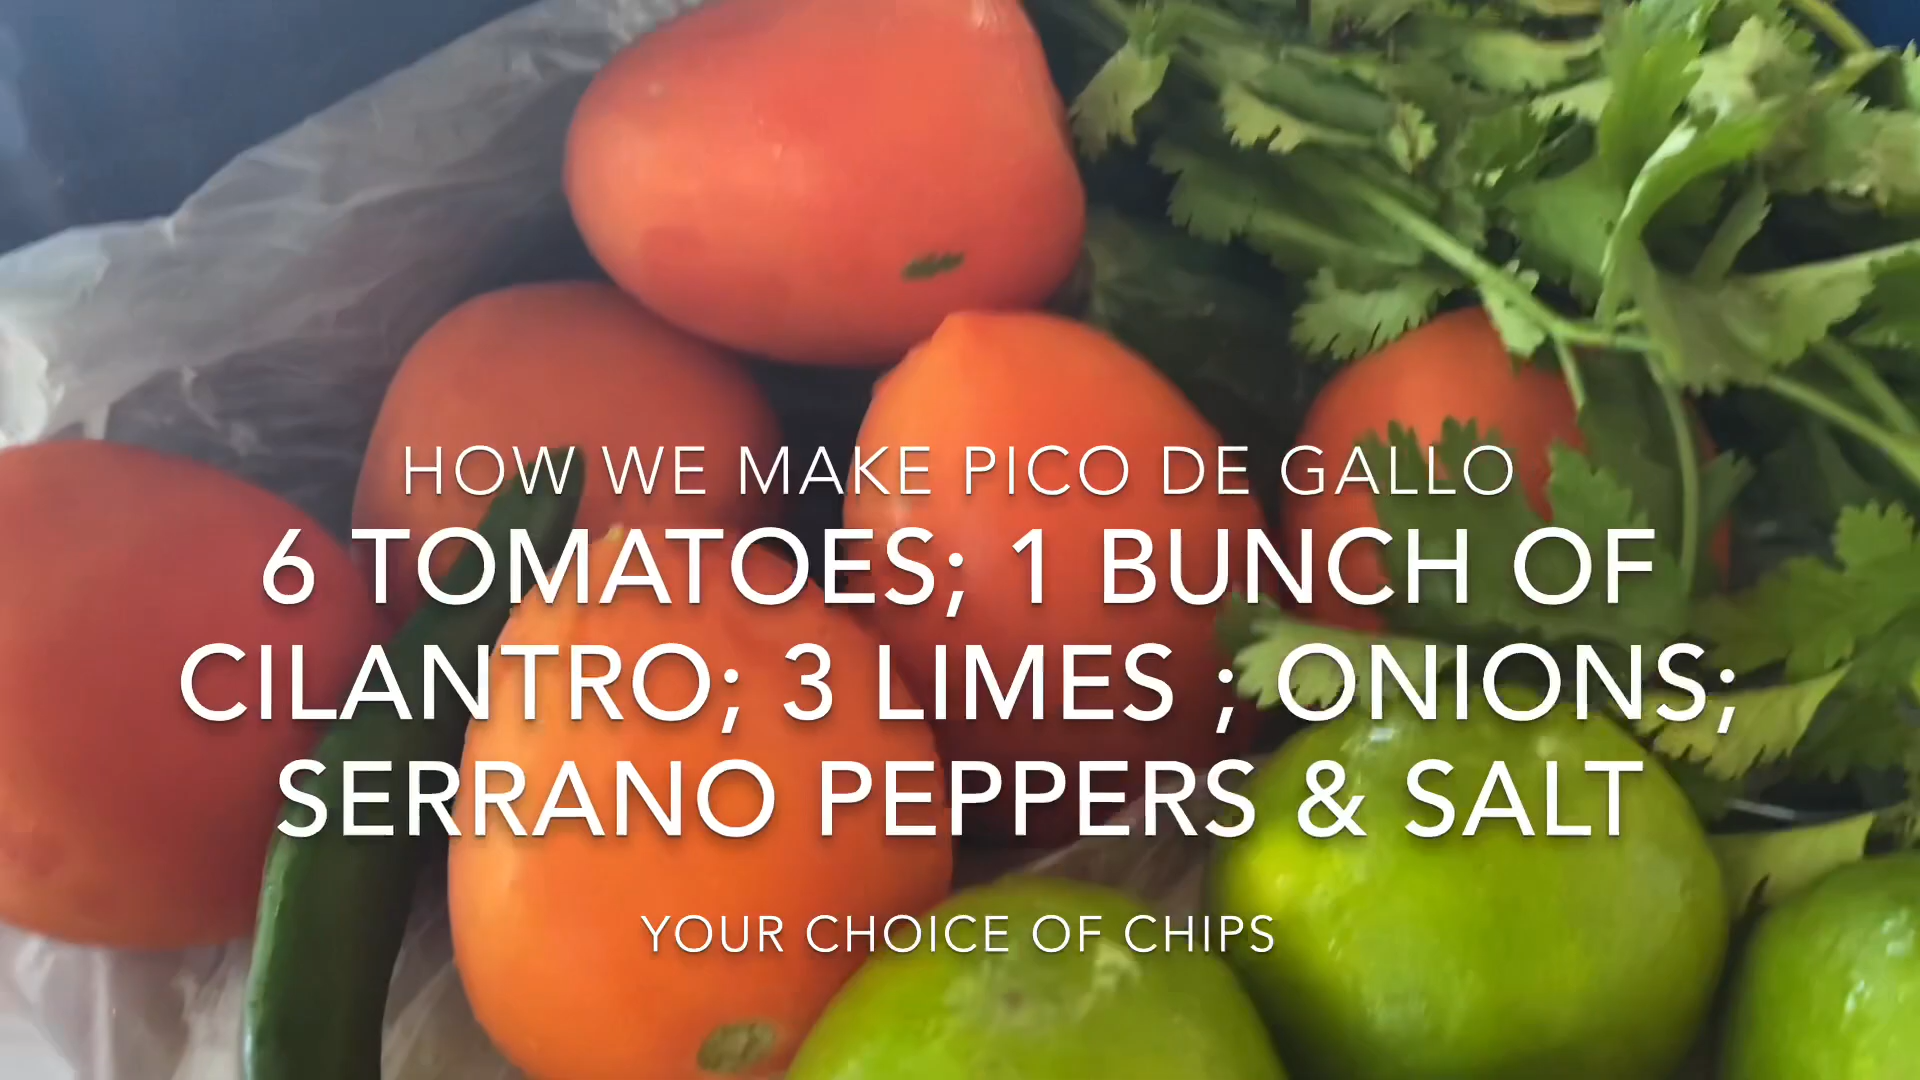 HOW WE MAKE PICO DE GALLO
6 TOMATOES; 1 BUNCH OF
CILANTRO; 3 LIMES ; ONIONS;
SERRANO PEPPERS & SALT
YOUR CHOICE OF CHIPS